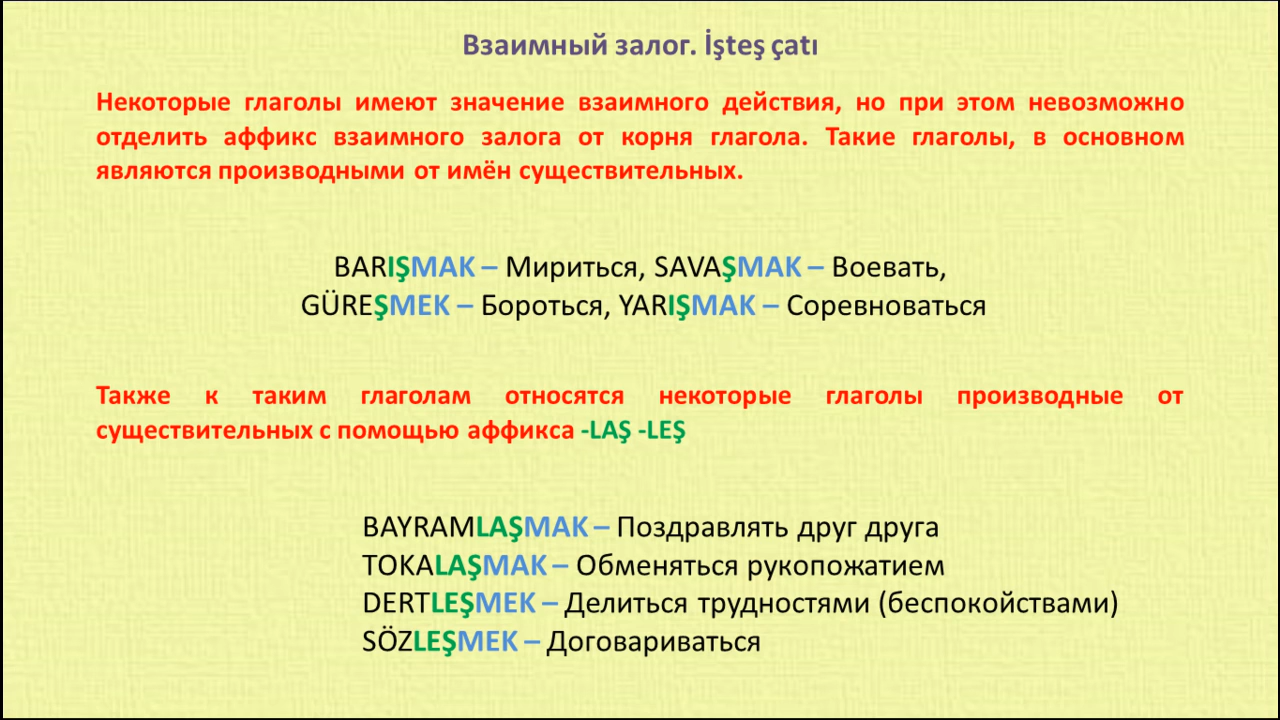 Взаимный залог. İşteş çatı
Некоторые глаголы имеют значение взаимного действия, но при этом невозможно
отделить аффикс взаимного залога от корня глагола. Такие глаголы, в основном
являются производными от имён существительных.
BARIŞMAK – Мириться, SAVAŞMAK – Воевать,
GÜREŞMEK – Бороться, YARIŞMAK – Соревноваться
Также к таким глаголам относятся некоторые глаголы производные от
существительных с помощью аффикса -LAŞ -LEŞ
BAYRAMLAŞMAK – Поздравлять друг друга
TOKALAŞMAK – Обменяться рукопожатием
DERTLEŞMEK – Делиться трудностями (беспокойствами)
SÖZLEŞMEK – Договариваться